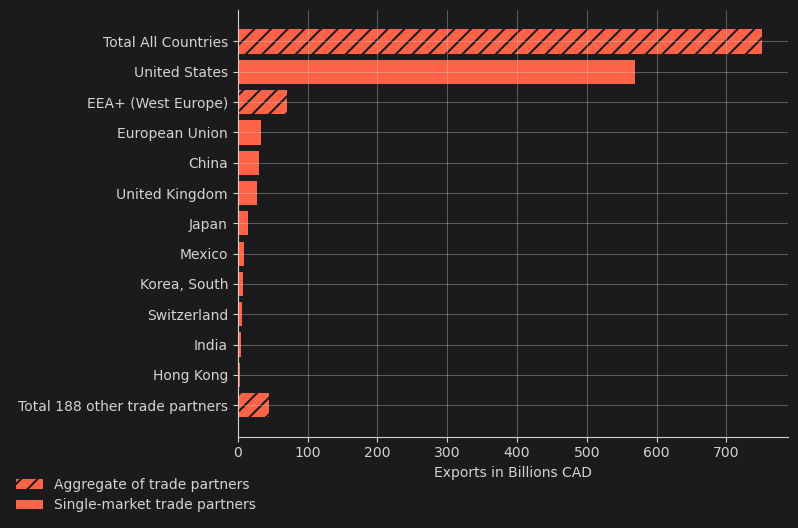 Total All Countries
United States
EEA+ (West Europe)
European Union
China
United Kingdom
Japan
Mexico
Korea, South
Switzerland
India
Hong Kong
Total 188 other trade partners
0 100 200 300 400 500 600 700
Exports in Billions CAD
Aggregate of trade partners
Single-market trade partners